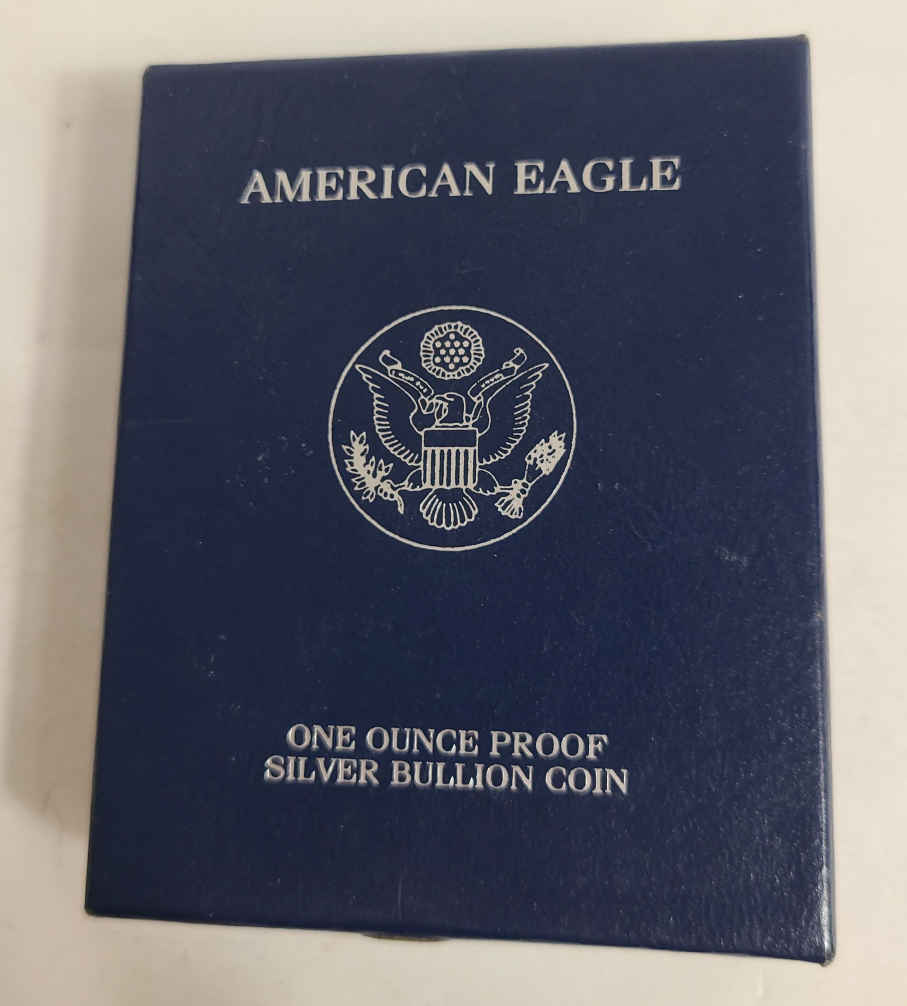 AMERICAN EAGLE
ONE OUNCE PROOF
SILVER BULLION COIN